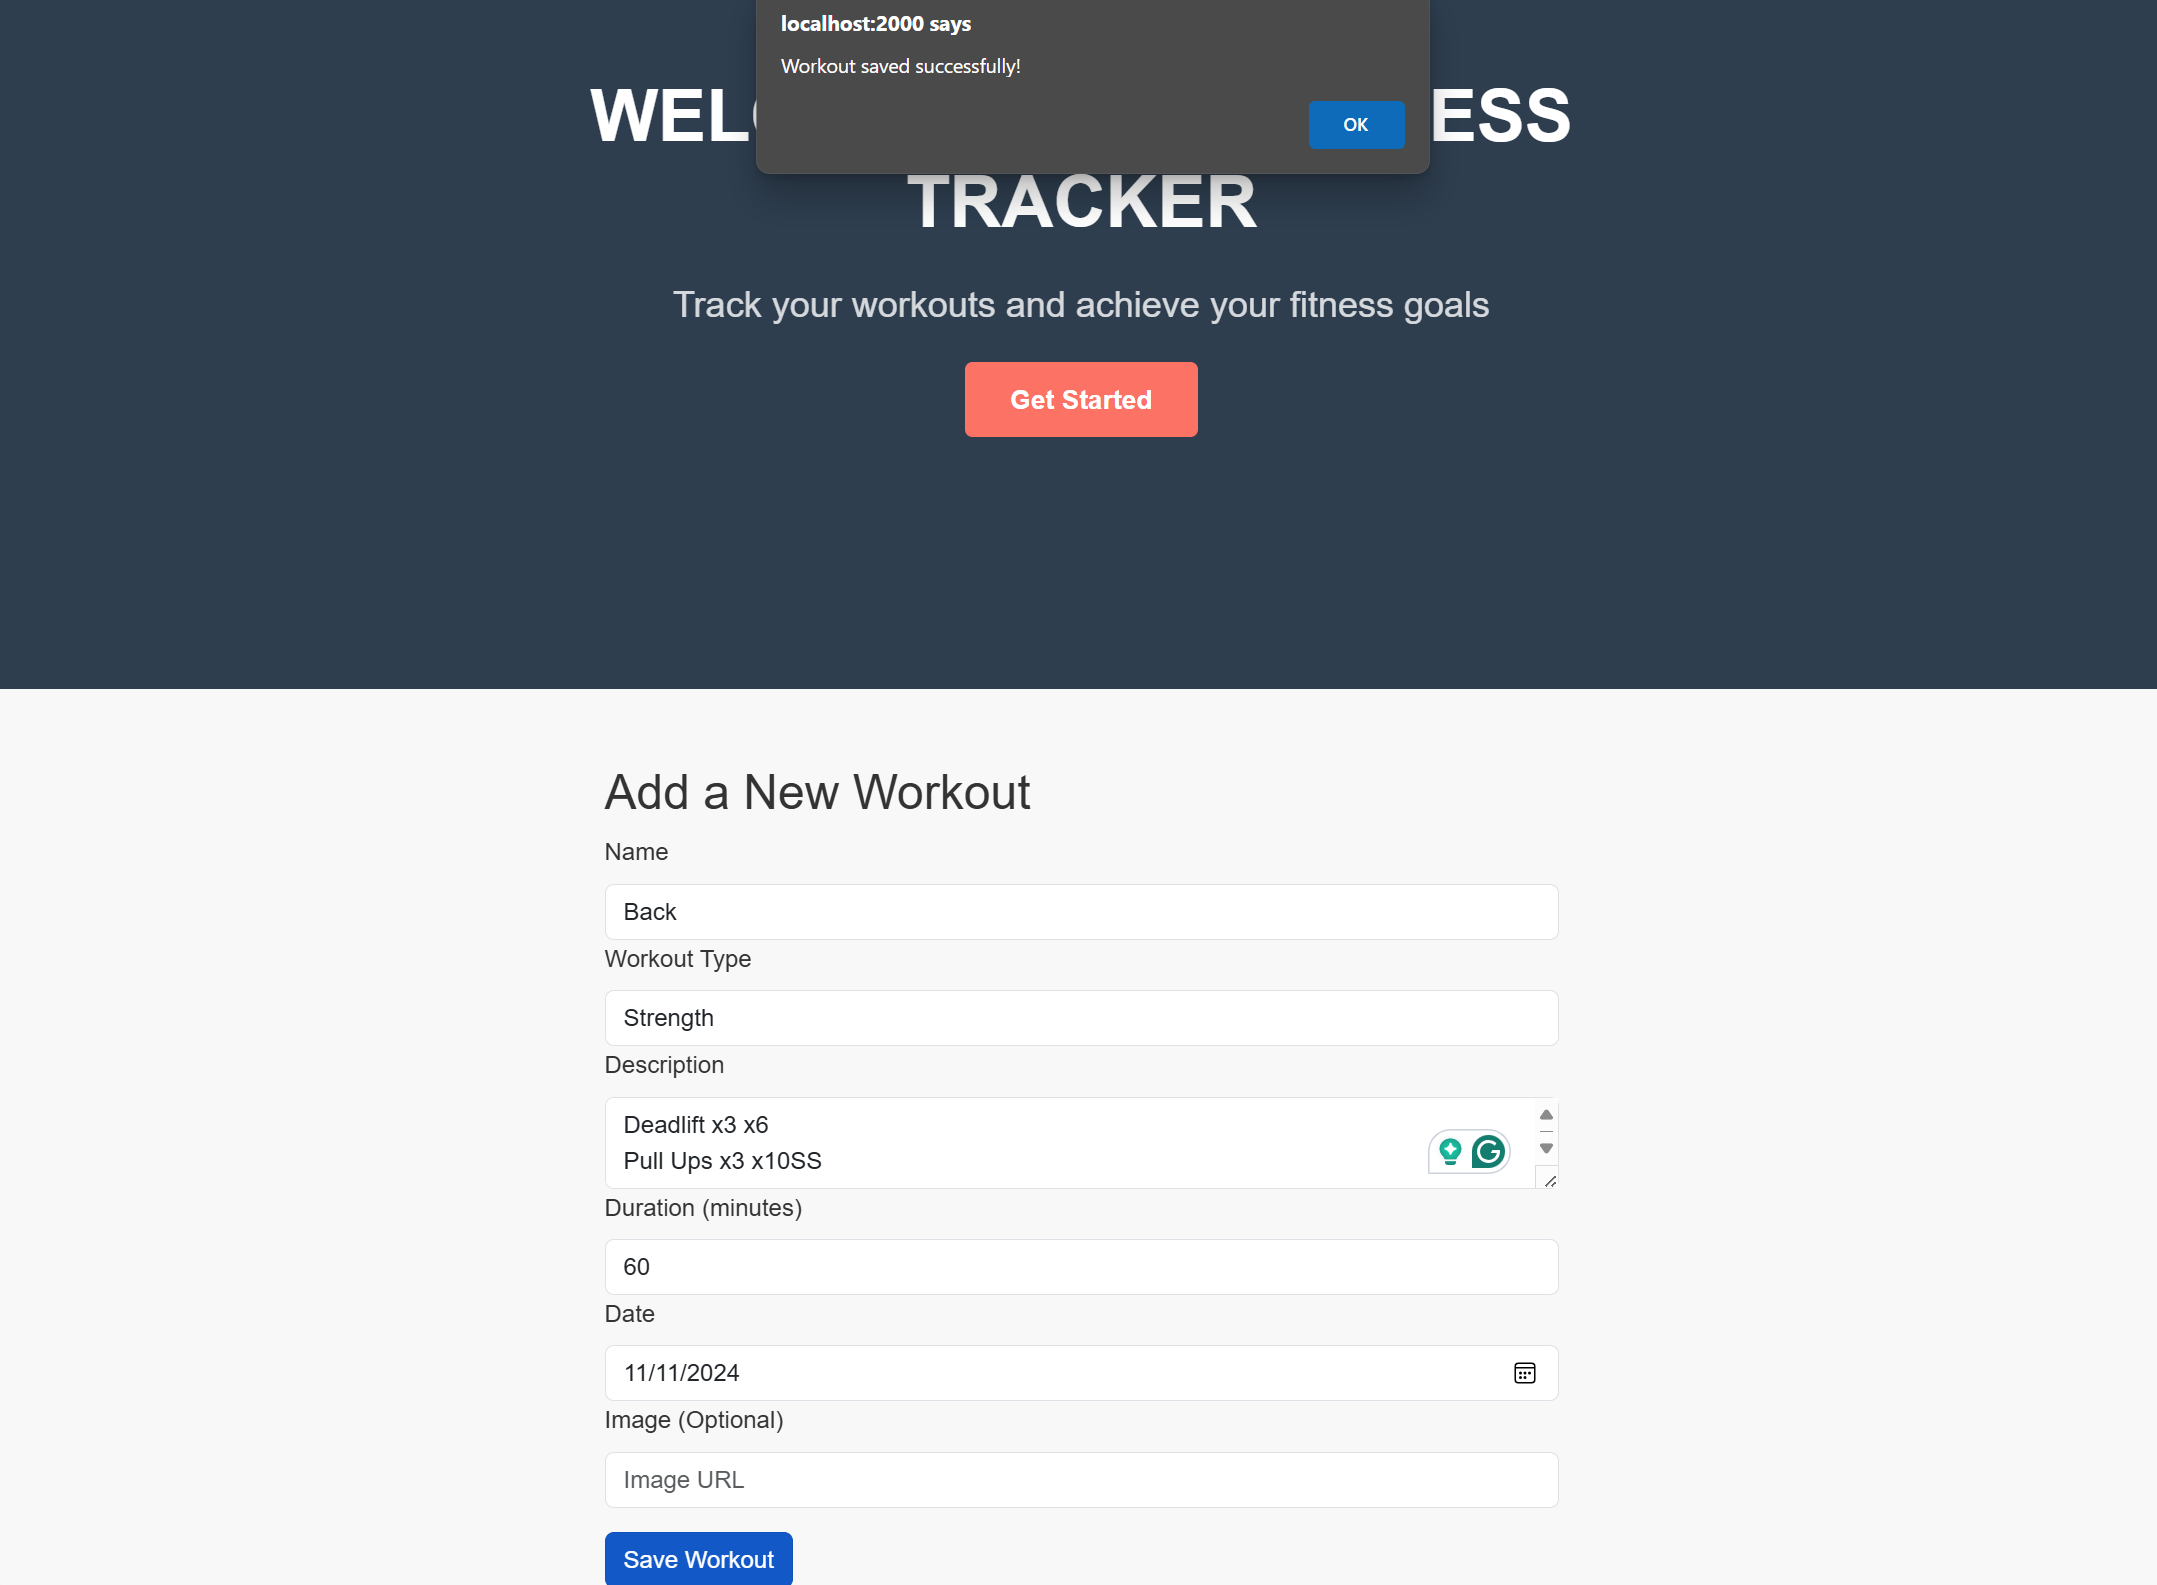 localhost:2000 says
Workout saved successfully!
OK
ESS
TRACKER
Track your workouts and achieve your fitness goals
Get Started
Add a New Workout
Name
Back
Workout Type
Strength
Description
Deadlift x3 x6
Pull Ups x3 x10SS
Duration (minutes)
60
Date
11/11/2024
Image (Optional)
Image URL
Save Workout